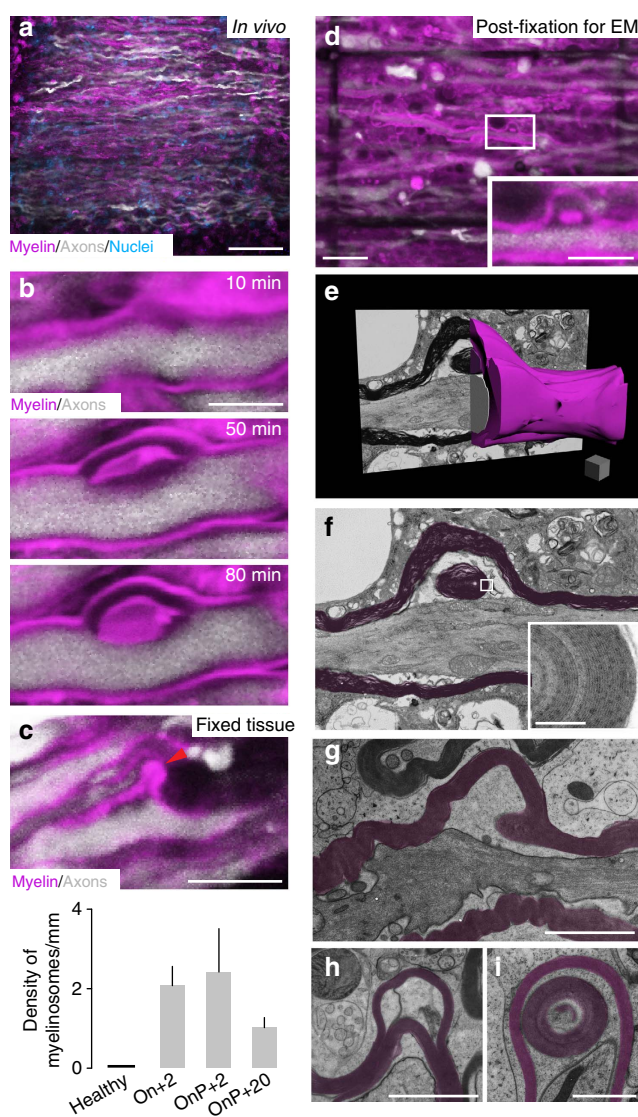 a
In vivo
Myelin/Axons/Nuclei
b
10 min
Myelin/Axons
50 min
80 min
c
Fixed tissue
Myelin/Axons
Density of
myelinosomes/mm
4
2
0
Healthy
On+2
OnP+2
OnP+20
d
Post-fixation for EM
e
f
g
h
i